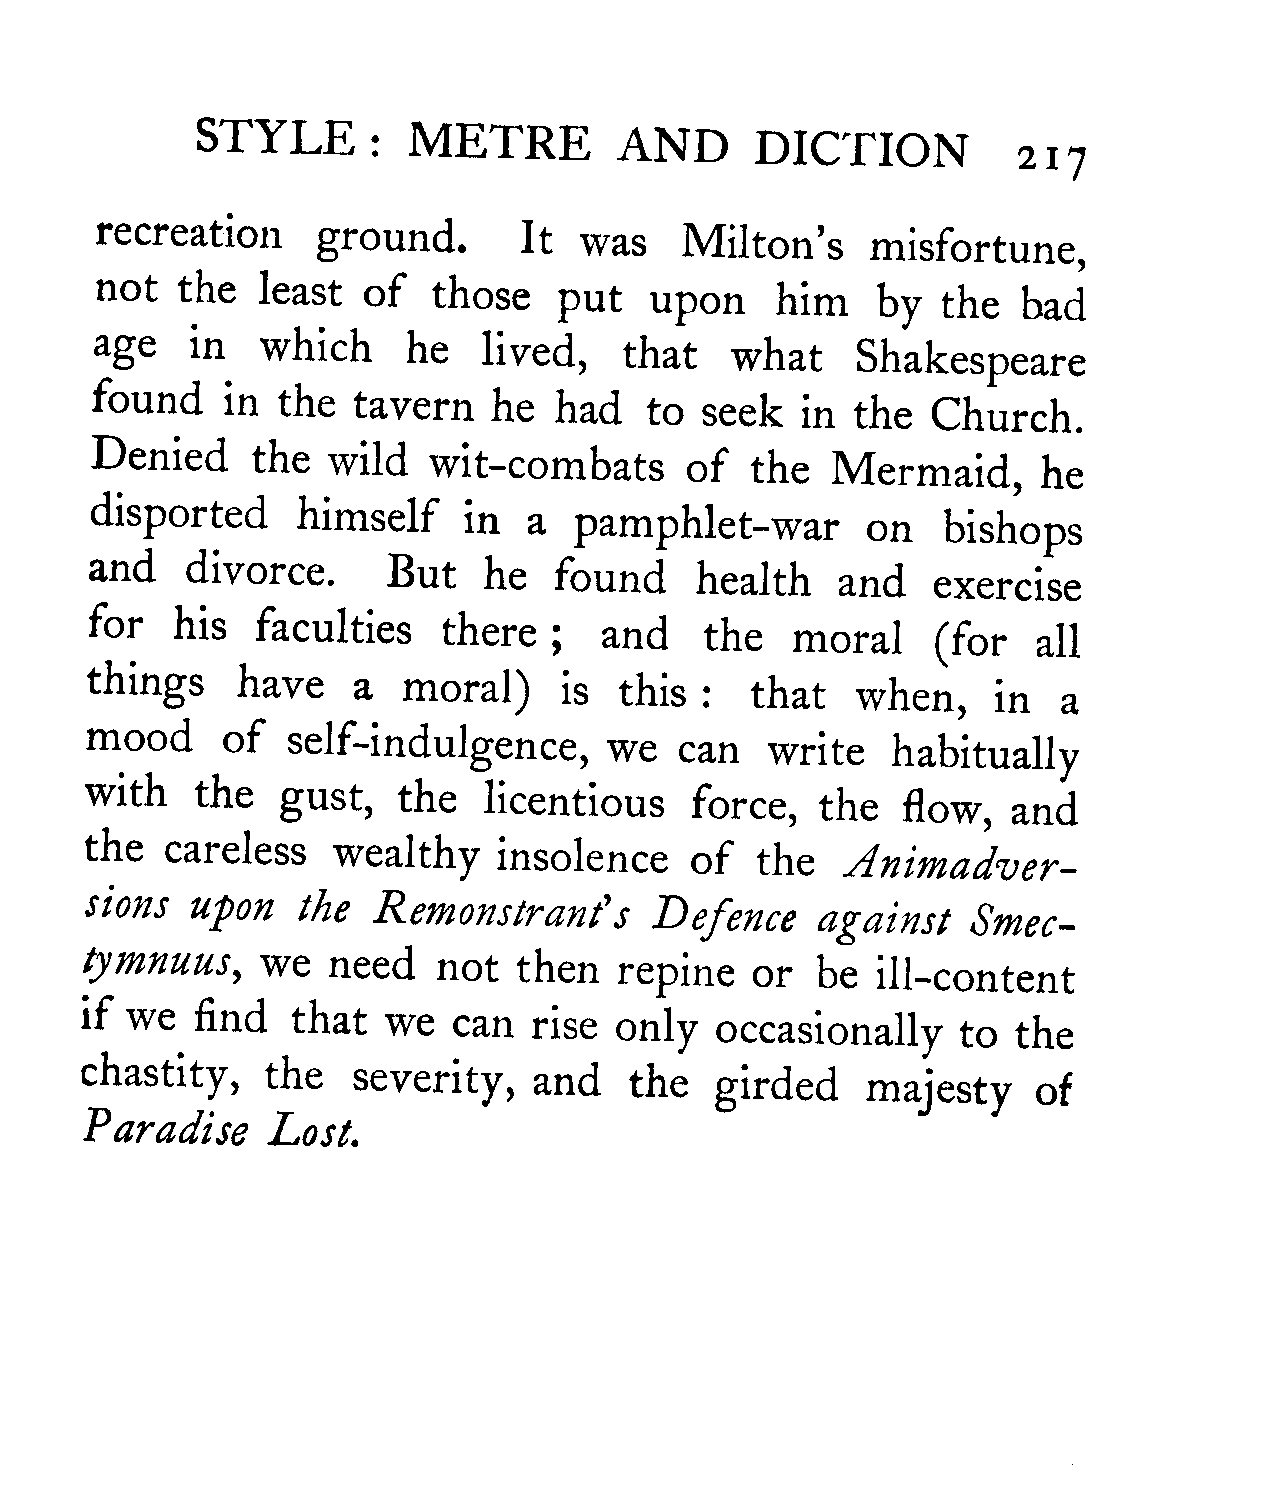 STYLE: METRE AND DICTION 217
recreation ground. It was Milton's misfortune,
not the least of those put upon him by the bad
age in which he lived, that what Shakespeare
found in the tavern he had to seek in the Church.
Denied the wild wit-combats of the Mermaid, he
disported himself in a pamphlet-war on bishops
and divorce. But he found health and exercise
for his faculties there; and the moral (for all
things have a moral) is this: that when, in a
mood of self-indulgence, we can write habitually
with the gust, the licentious force, the flow, and
the careless wealthy insolence of the Animadver-
sions upon the Remonstrant's Defence against Smec-
tymnuus, we need not then repine or be ill-content
if we find that we can rise only occasionally to the
chastity, the severity, and the girded majesty of
Paradise Lost.